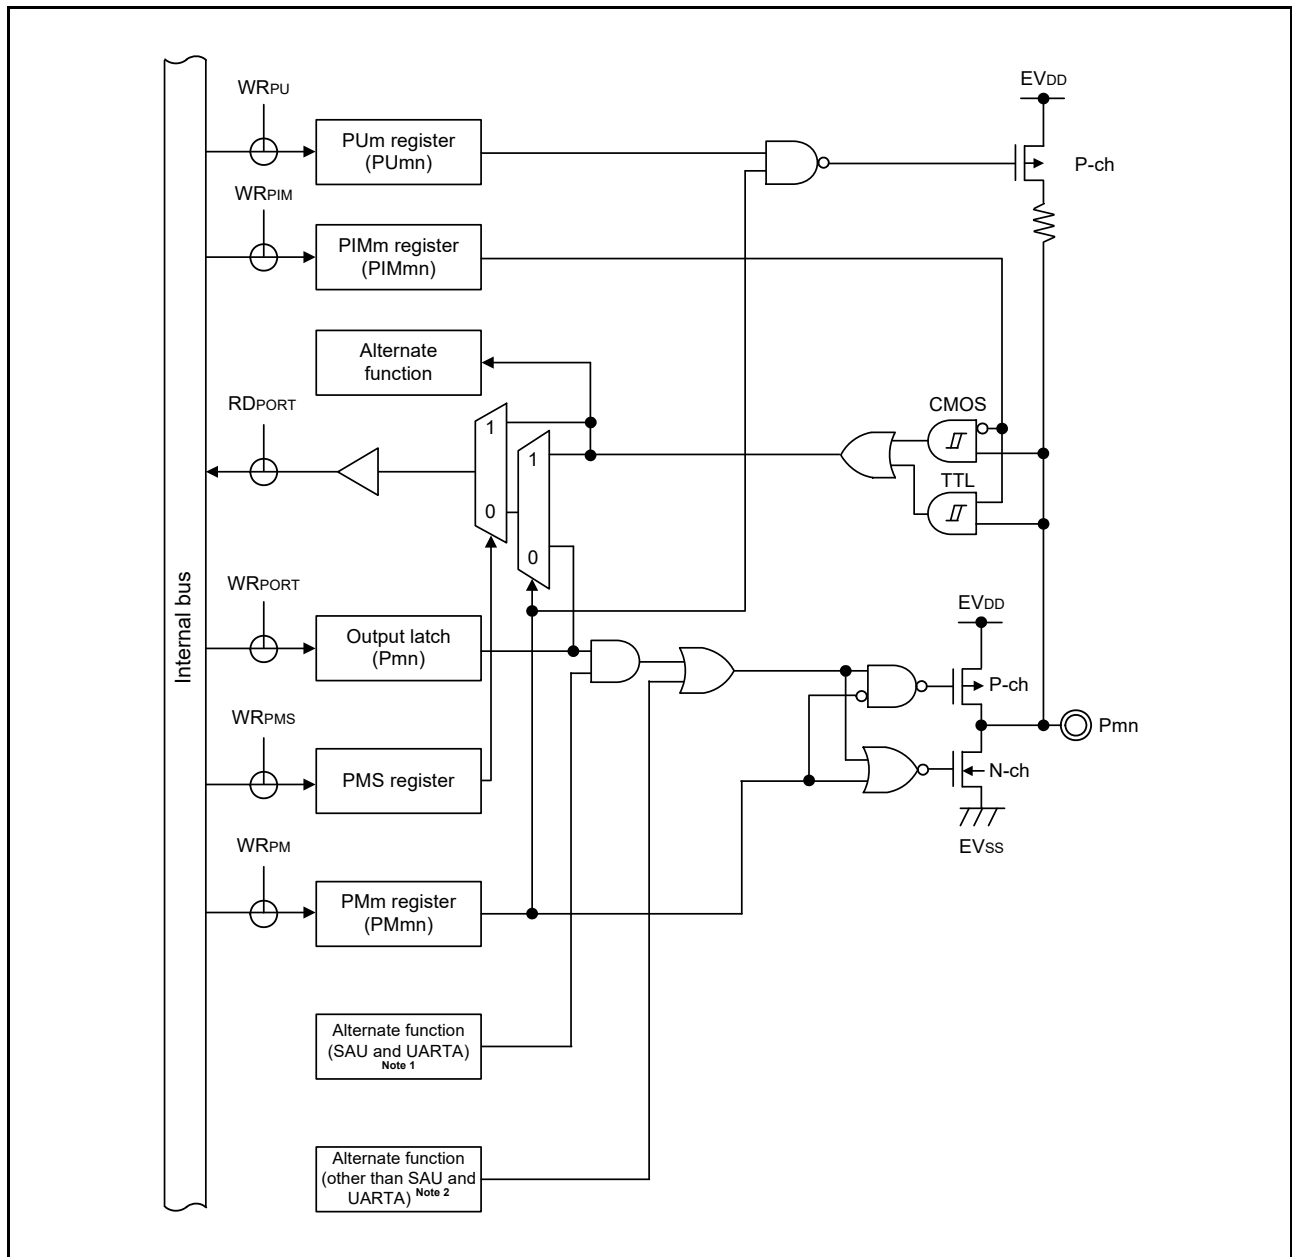 WRPU
EVDD
PUm register
(PUmn)
P-ch
WRPIM
PIMm register
(PIMmn)
Alternate
function
RDPORT
CMOS
1
1
TTL
0
0
Internal bus
WRPORT
EVDD
Output latch
(Pmn)
P-ch
WRPMS
Pmn
PMS register
N-ch
WRPM
EVSS
PMm register
(PMmn)
Alternate function
(SAU and UARTA)
Note 1
Alternate function
(other than SAU and
UARTA) Note 2